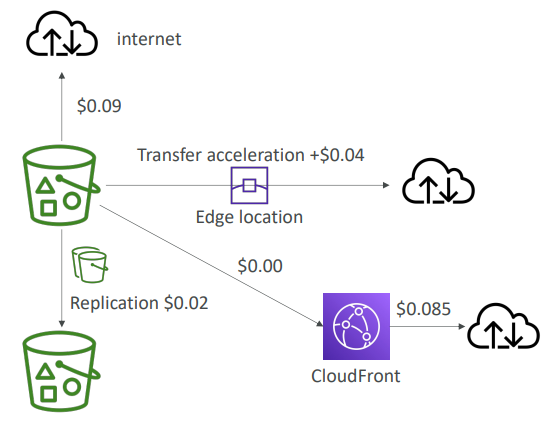 internet
$0.09
Transfer acceleration +$0.04
Edge location
$0.00
Replication $0.02
$0.085
CloudFront